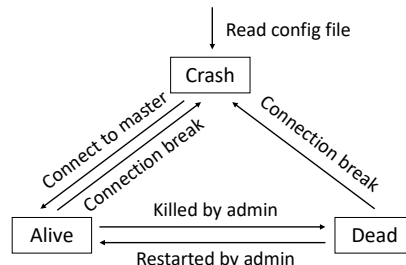 Read config file
Crash
Connect to master
Connection break
Connection break
Killed by admin
Alive
Dead
Restarted by admin